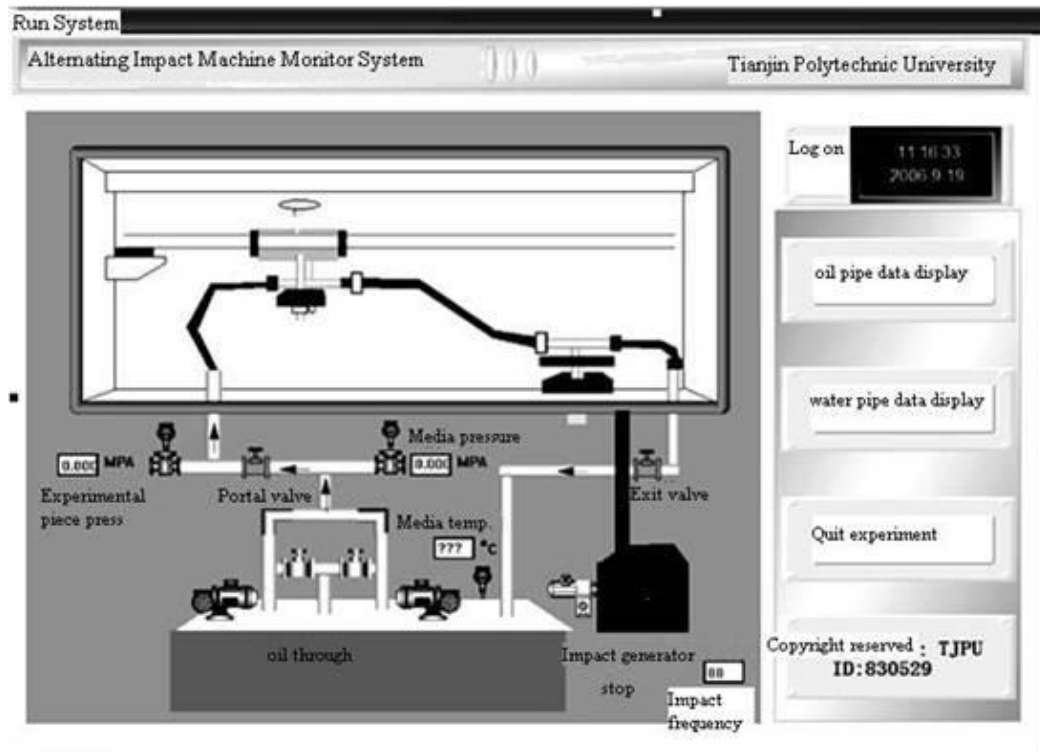 Run System
Alternating Impact Machine Monitor System
Tianjin Polytechnic University
Log on
11:16:33
2006.9.19
oil pipe data display
water pipe data display
Quit experiment
Copyright reserved : TJPU
ID:830529
Media pressure
0.000 MPA
0.000 MPA
Experimental
piece press
Portal valve
Exit valve
Media temp.
??? °C
oil through
Impact generator
stop
88
Impact
frequency